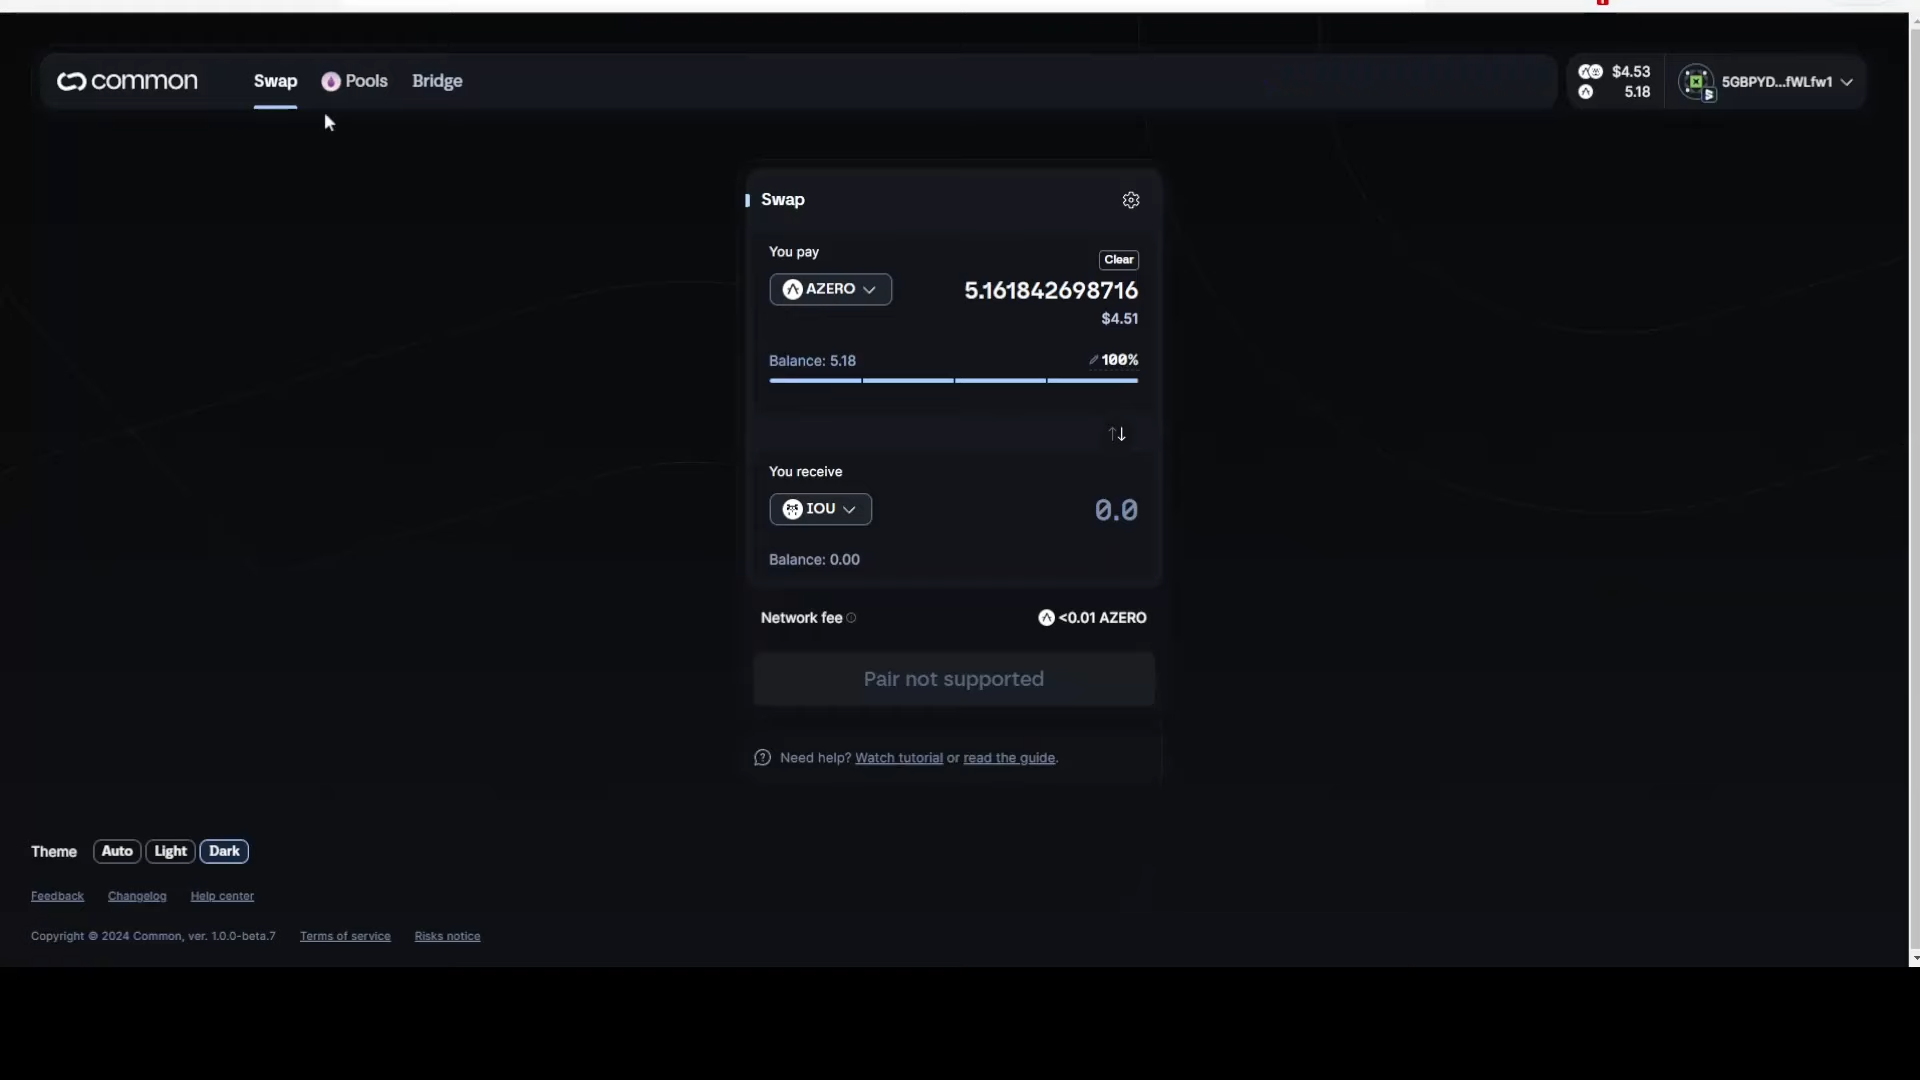 common
Swap
Pools
Bridge
$4.53
5.18
5GBPYD...fWLfw1
Swap
You pay
Clear
AZERO
5.161842698716
$4.51
Balance: 5.18
100%
You receive
IOU
0.0
Balance: 0.00
Network fee
<0.01 AZERO
Pair not supported
Need help? Watch tutorial or read the guide.
Theme
Auto
Light
Dark
Feedback
Changelog
Help center
Copyright © 2024 Common, ver. 1.0.0-beta.7
Terms of service
Risks notice